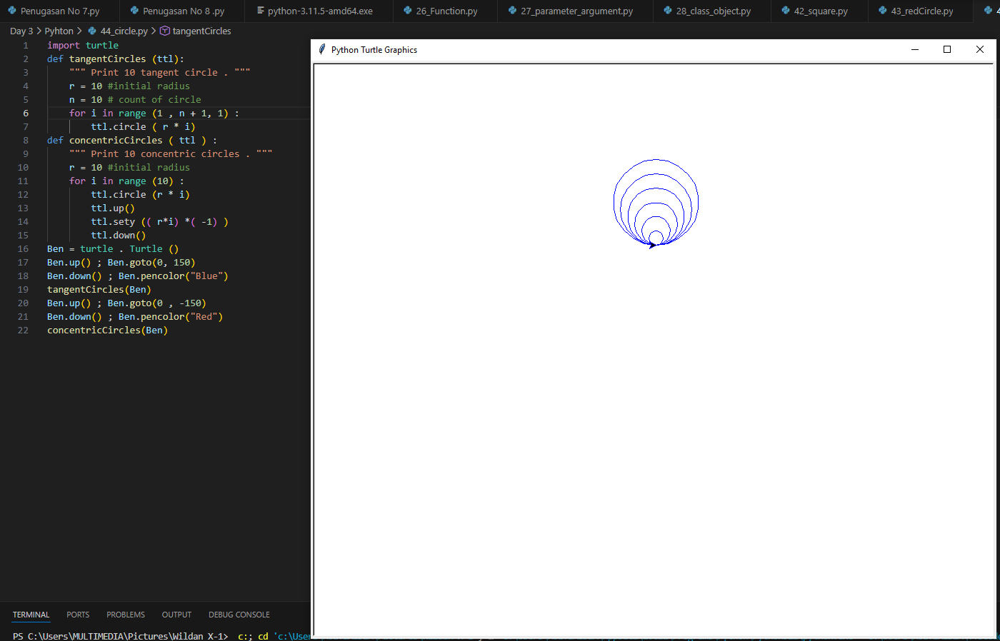 Penugasan No 7.py
Penugasan No 8 .py
python-3.11.5-amd64.exe
26_Function.py
27_parameter_argument.py
28_class_object.py
42_square.py
43_redCircle.py
Day 3 > Pyhton > 44_circle.py > tangentCircles
1 import turtle
2 def tangentCircles (ttl):
3 """ Print 10 tangent circle . """
4 r = 10 #initial radius
5 n = 10 # count of circle
6 for i in range (1 , n + 1, 1) :
7 ttl.circle ( r * i)
8 def concentricCircles ( ttl ) :
9 """ Print 10 concentric circles . """
10 r = 10 #initial radius
11 for i in range (10) :
12 ttl.circle (r * i)
13 ttl.up()
14 ttl.sety (( r*i) *( -1) )
15 ttl.down()
16 Ben = turtle . Turtle ()
17 Ben.up() ; Ben.goto(0, 150)
18 Ben.down() ; Ben.pencolor("Blue")
19 tangentCircles(Ben)
20 Ben.up() ; Ben.goto(0 , -150)
21 Ben.down() ; Ben.pencolor("Red")
22 concentricCircles(Ben)
Python Turtle Graphics
TERMINAL PORTS PROBLEMS OUTPUT DEBUG CONSOLE
PS C:\Users\MULTIMEDIA\Pictures\Wildan X-1> c:; cd 'c:\User